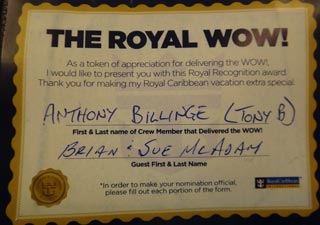 THE ROYAL WOW!
As a token of appreciation for delivering the WOW!,
I would like to present you with this Royal Recognition award.
Thank you for making my Royal Caribbean vacation extra special
ANTHONY BILLINGE (TONY B)
First & Last name of Crew Member that Delivered the WOW!
BRIAN & SUE MCADAM
Guest First & Last Name
*In order to make your nomination official,
please fill out each portion of the form.
RoyalCaribbean